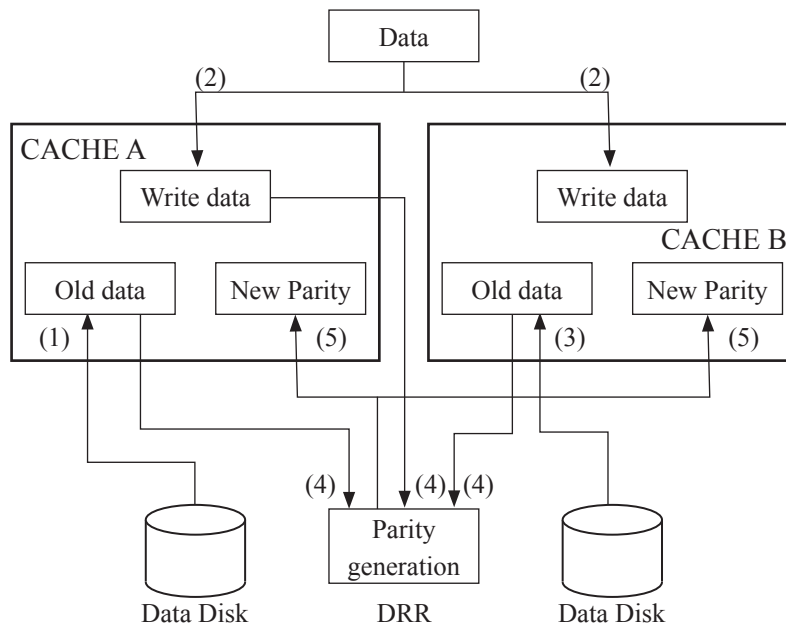 Data
(2)
(2)
CACHE A
Write data
Write data
CACHE B
Old data
New Parity
Old data
New Parity
(1)
(5)
(3)
(5)
(4)
(4)
(4)
Parity
generation
Data Disk
DRR
Data Disk